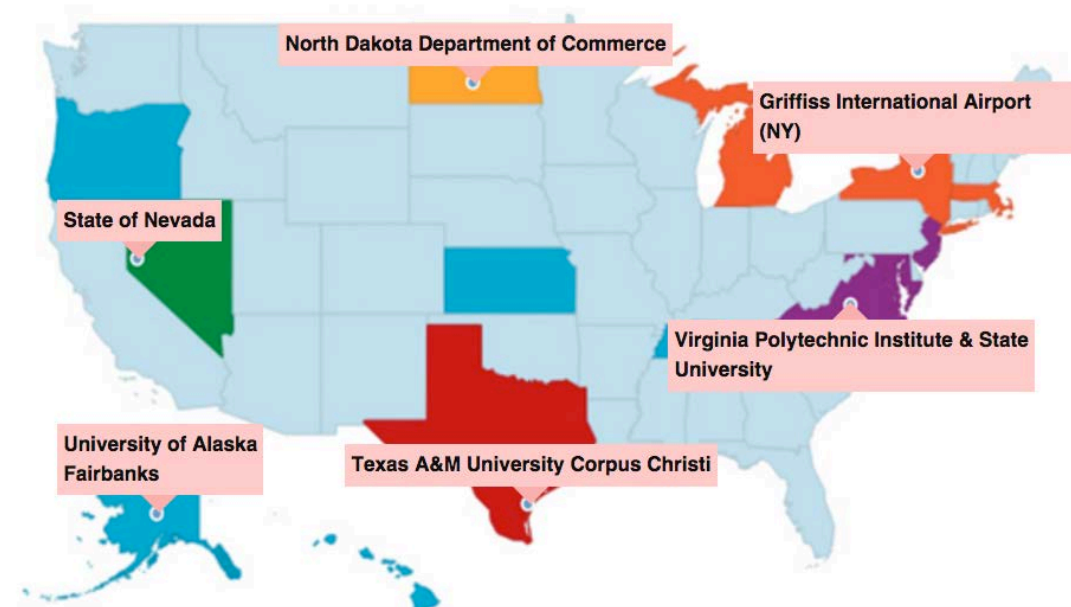 North Dakota Department of Commerce
Griffiss International Airport
(NY)
State of Nevada
Virginia Polytechnic Institute & State
University
University of Alaska
Fairbanks
Texas A&M University Corpus Christi